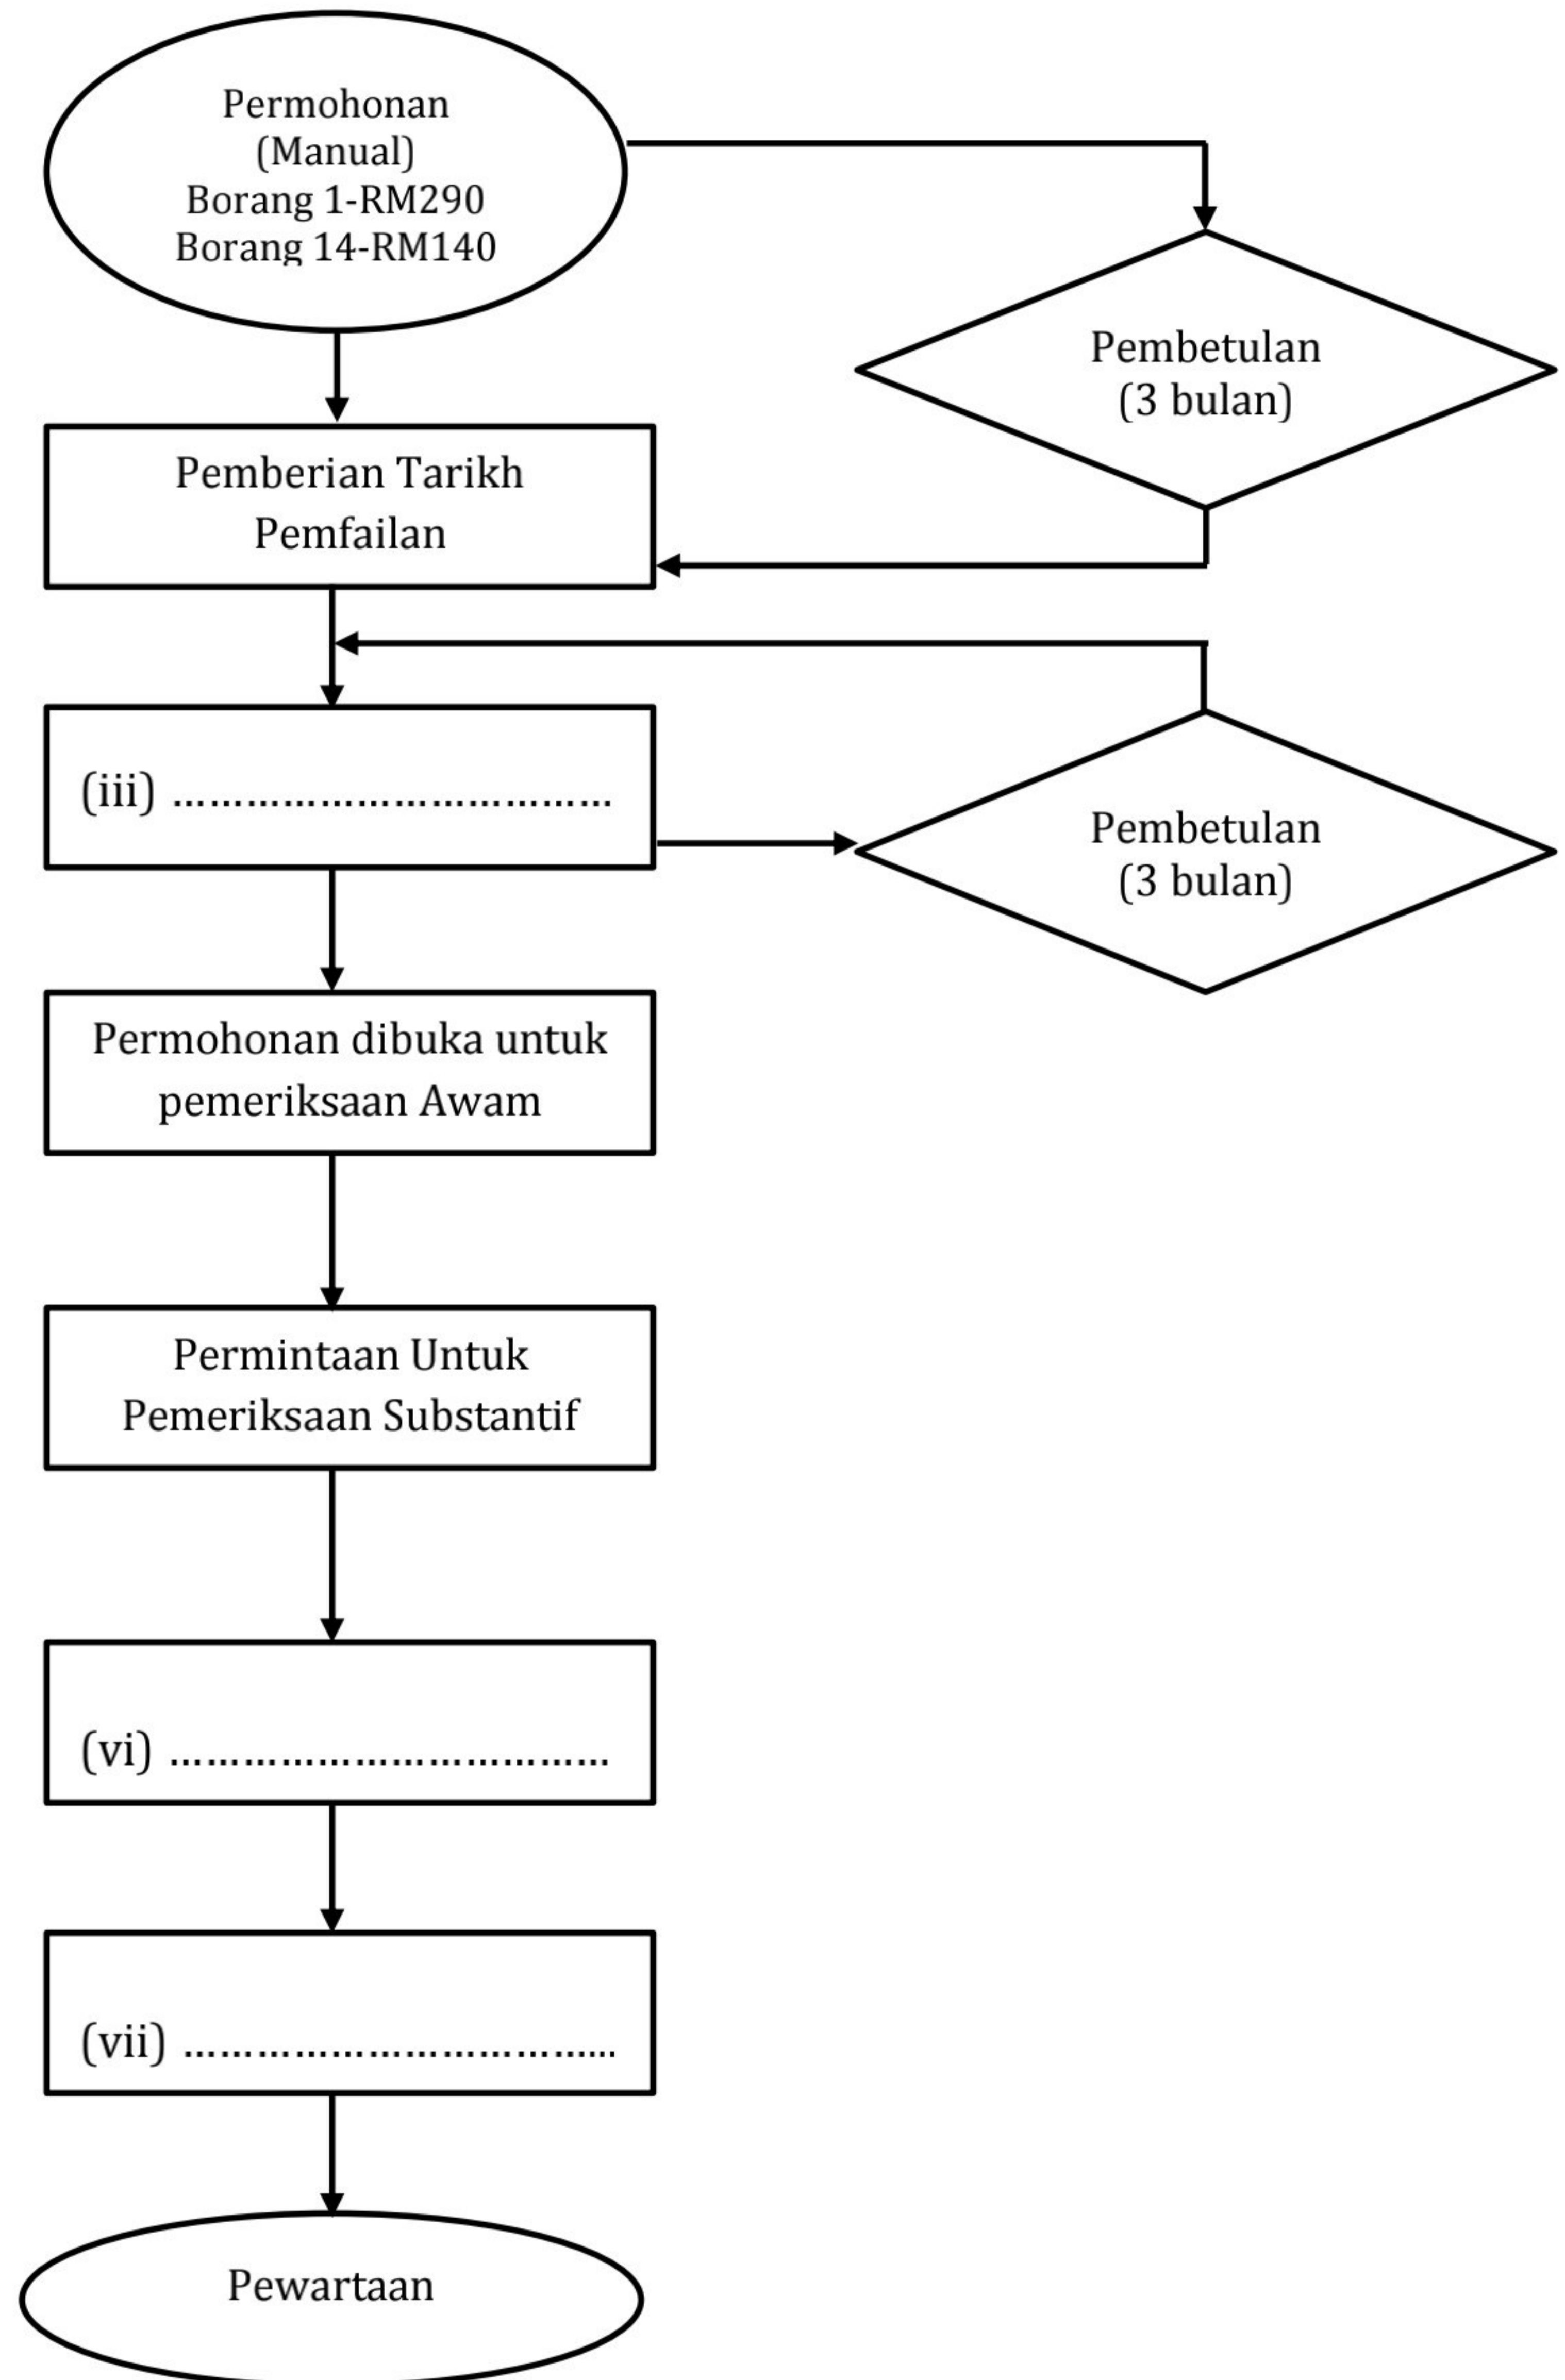 Permohonan
(Manual)
Borang 1-RM290
Borang 14-RM140
Pembetulan
(3 bulan)
Pemberian Tarikh
Pemfailan
(iii) ………………………………
Pembetulan
(3 bulan)
Permohonan dibuka untuk
pemeriksaan Awam
Permintaan Untuk
Pemeriksaan Substantif
(vi) ………………………………
(vii) ……………………………...
Pewartaan